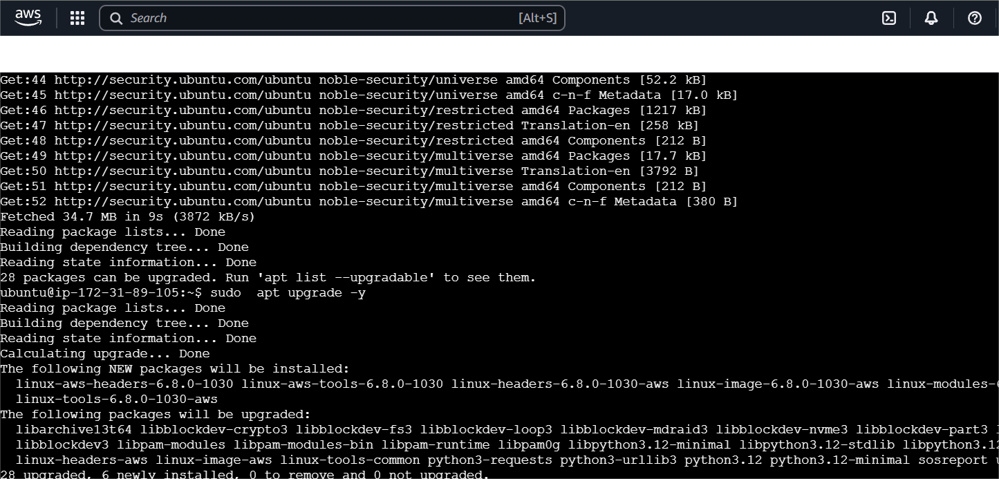 aws
Search [Alt+S]
Get:44 http://security.ubuntu.com/ubuntu noble-security/universe amd64 Components [52.2 kB]
Get:45 http://security.ubuntu.com/ubuntu noble-security/universe amd64 c-n-f Metadata [17.0 kB]
Get:46 http://security.ubuntu.com/ubuntu noble-security/restricted amd64 Packages [1217 kB]
Get:47 http://security.ubuntu.com/ubuntu noble-security/restricted Translation-en [258 kB]
Get:48 http://security.ubuntu.com/ubuntu noble-security/restricted amd64 Components [212 B]
Get:49 http://security.ubuntu.com/ubuntu noble-security/multiverse amd64 Packages [17.7 kB]
Get:50 http://security.ubuntu.com/ubuntu noble-security/multiverse Translation-en [3792 B]
Get:51 http://security.ubuntu.com/ubuntu noble-security/multiverse amd64 Components [212 B]
Get:52 http://security.ubuntu.com/ubuntu noble-security/multiverse amd64 c-n-f Metadata [380 B]
Fetched 34.7 MB in 9s (3872 kB/s)
Reading package lists... Done
Building dependency tree... Done
Reading state information... Done
28 packages can be upgraded. Run 'apt list --upgradable' to see them.
ubuntu@ip-172-31-89-105:~$ sudo  apt upgrade -y
Reading package lists... Done
Building dependency tree... Done
Reading state information... Done
Calculating upgrade... Done
The following NEW packages will be installed:
  linux-aws-headers-6.8.0-1030 linux-aws-tools-6.8.0-1030 linux-headers-6.8.0-1030-aws linux-image-6.8.0-1030-aws linux-modules-6
  linux-tools-6.8.0-1030-aws
The following packages will be upgraded:
  libarchive13t64 libblockdev-crypto3 libblockdev-fs3 libblockdev-loop3 libblockdev-mdraid3 libblockdev-nvme3 libblockdev-part3
  libblockdev3 libpam-modules libpam-modules-bin libpam-runtime libpam0g libpython3.12-minimal libpython3.12-stdlib libpython3.12
  linux-headers-aws linux-image-aws linux-tools-common python3-requests python3-urllib3 python3.12 python3.12-minimal sosreport
28 upgraded, 6 newly installed, 0 to remove and 0 not upgraded.